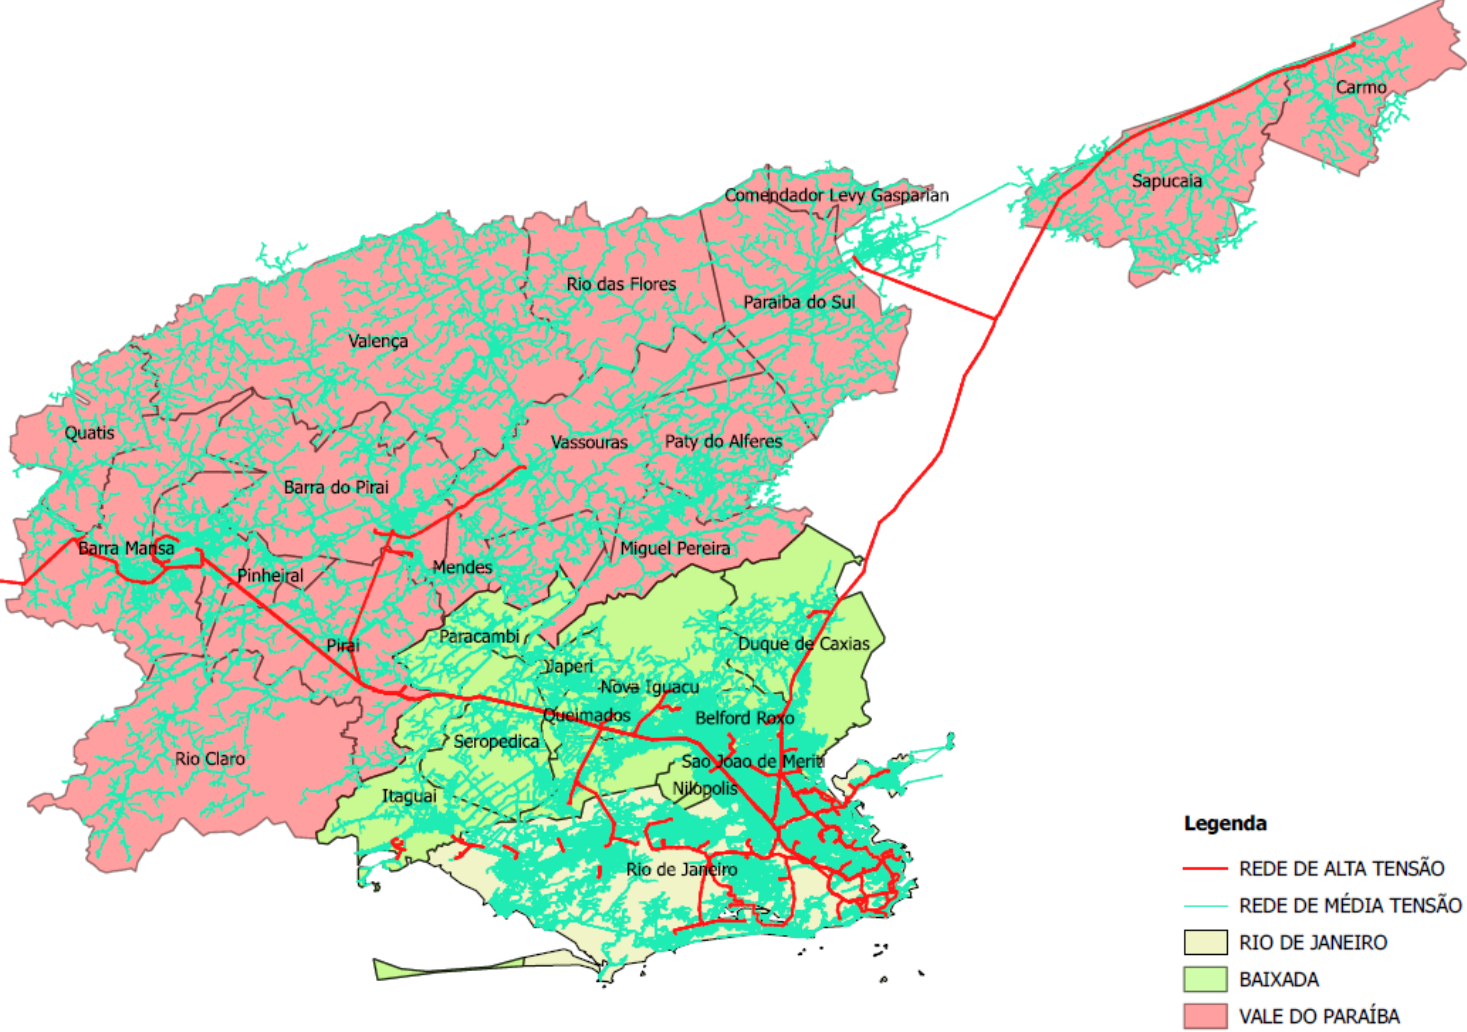 Carmo
Sapucaia
Comendador Levy Gasparian
Rio das Flores
Paraiba do Sul
Valença
Quatis
Vassouras
Paty do Alferes
Barra do Pirai
Barra Mansa
Miguel Pereira
Pinheiral
Mendes
Pirai
Paracambi
Duque de Caxias
Japeri
Nova Iguacu
Queimados
Belford Roxo
Seropedica
Rio Claro
Sao Joao de Meriti
Nilopolis
Itaguai
Rio de Janeiro
Legenda
REDE DE ALTA TENSÃO
REDE DE MÉDIA TENSÃO
RIO DE JANEIRO
BAIXADA
VALE DO PARAÍBA